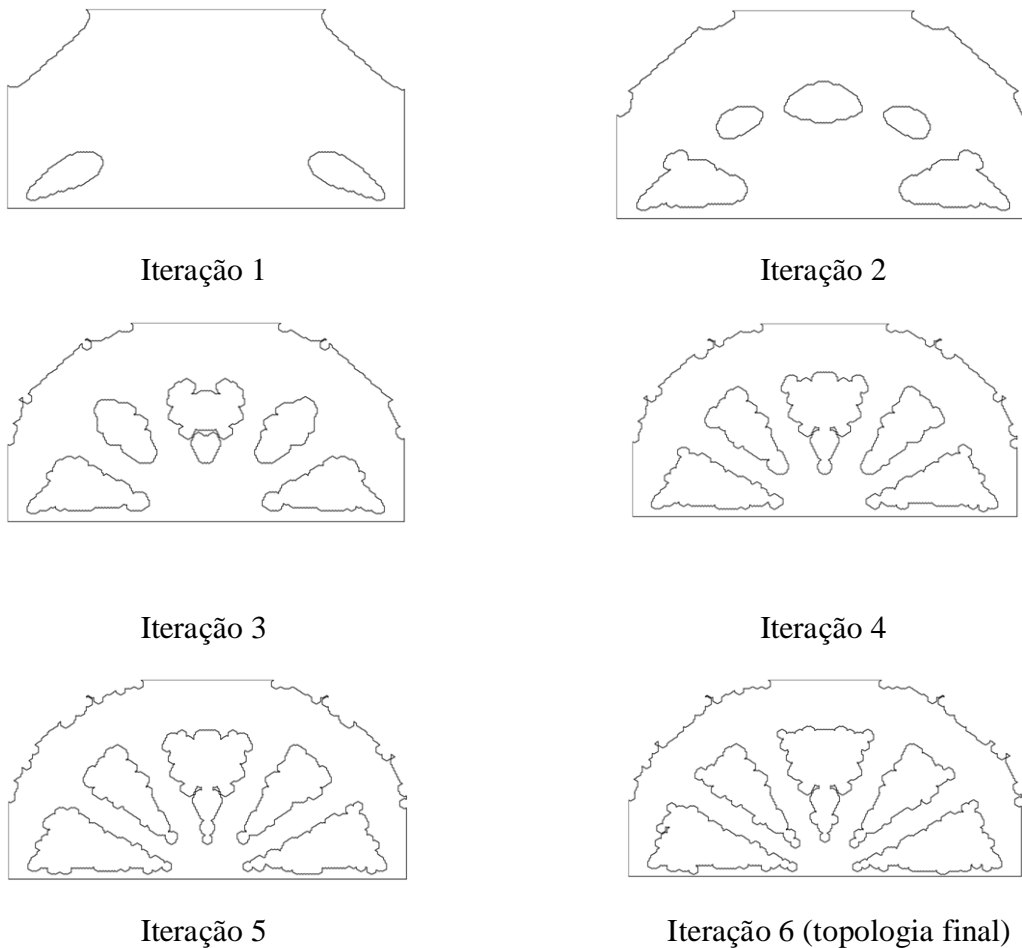 Iteração 1
Iteração 2
Iteração 3
Iteração 4
Iteração 5
Iteração 6 (topologia final)